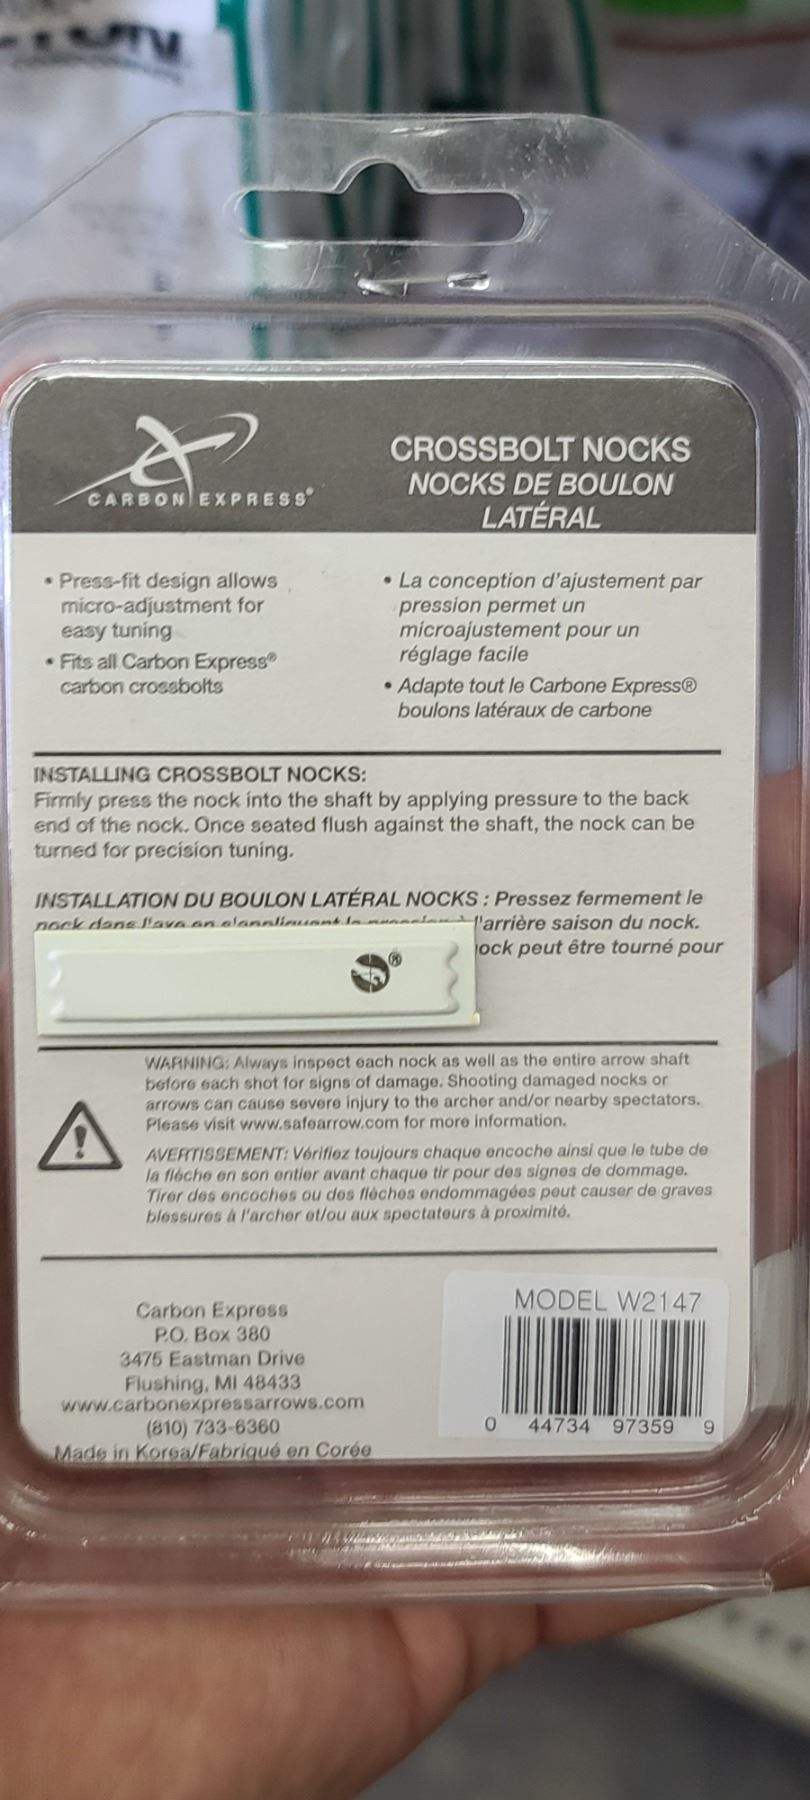 CARBON EXPRESS®
CROSSBOLT NOCKS
NOCKS DE BOULON
LATÉRAL
• Press-fit design allows
micro-adjustment for
easy tuning
• Fits all Carbon Express®
carbon crossbolts
• La conception d'ajustement par
pression permet un
microajustement pour un
réglage facile
• Adapte tout le Carbone Express®
boulons latéraux de carbone
INSTALLING CROSSBOLT NOCKS:
Firmly press the nock into the shaft by applying pressure to the back
end of the nock. Once seated flush against the shaft, the nock can be
turned for precision tuning.
INSTALLATION DU BOULON LATÉRAL NOCKS : Pressez fermement le
nock dans l'axe en s'appliquant la pression à l'arrière saison du nock.
peut être tourné pour
®
WARNING: Always inspect each nock as well as the entire arrow shaft
before each shot for signs of damage. Shooting damaged nocks or
arrows can cause severe injury to the archer and/or nearby spectators.
Please visit www.safearrow.com for more information.
AVERTISSEMENT: Vérifiez toujours chaque encoche ainsi que le tube de
la flèche en son entier avant chaque tir pour des signes de dommage.
Tirer des encoches ou des flèches endommagées peut causer de graves
blessures à l'archer et/ou aux spectateurs à proximité.
Carbon Express
P.O. Box 380
3475 Eastman Drive
Flushing, MI 48433
www.carbonexpressarrows.com
(810) 733-6360
Made in Korea/Fabriqué en Corée
MODEL W2147
0 44734 97359 9